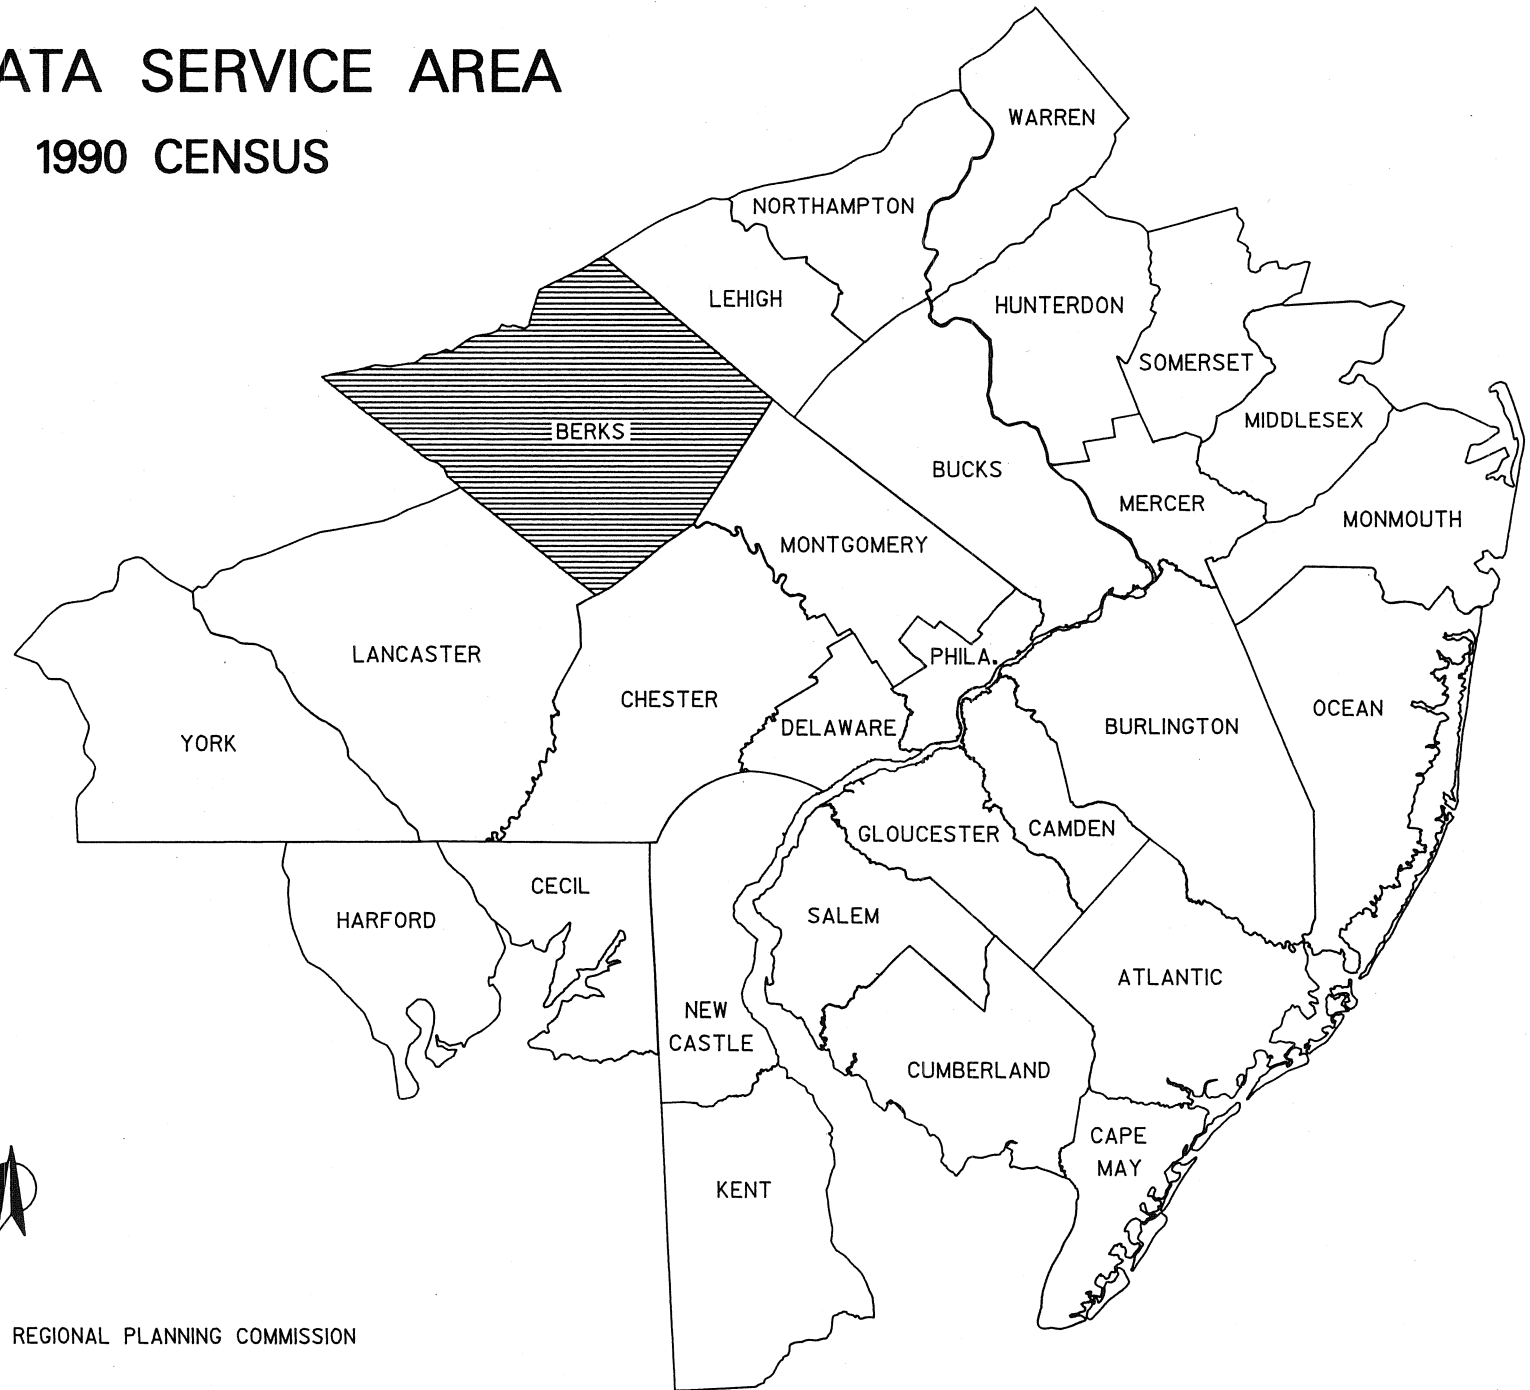 ATA SERVICE AREA
1990 CENSUS
WARREN
NORTHAMPTON
LEHIGH
HUNTERDON
SOMERSET
MIDDLESEX
BERKS
BUCKS
MERCER
MONMOUTH
MONTGOMERY
LANCASTER
PHILA.
CHESTER
OCEAN
DELAWARE
BURLINGTON
YORK
GLOUCESTER
CAMDEN
CECIL
HARFORD
SALEM
ATLANTIC
NEW
CASTLE
CUMBERLAND
CAPE
MAY
KENT
REGIONAL PLANNING COMMISSION